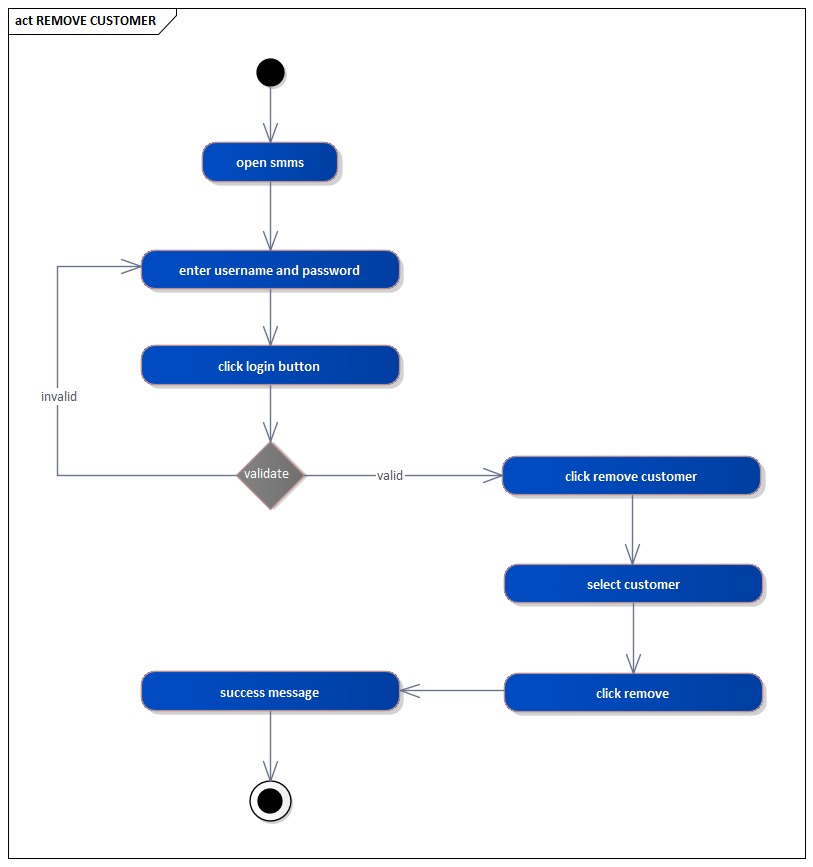 act REMOVE CUSTOMER
open smms
enter username and password
click login button
invalid
validate
valid
click remove customer
select customer
click remove
success message